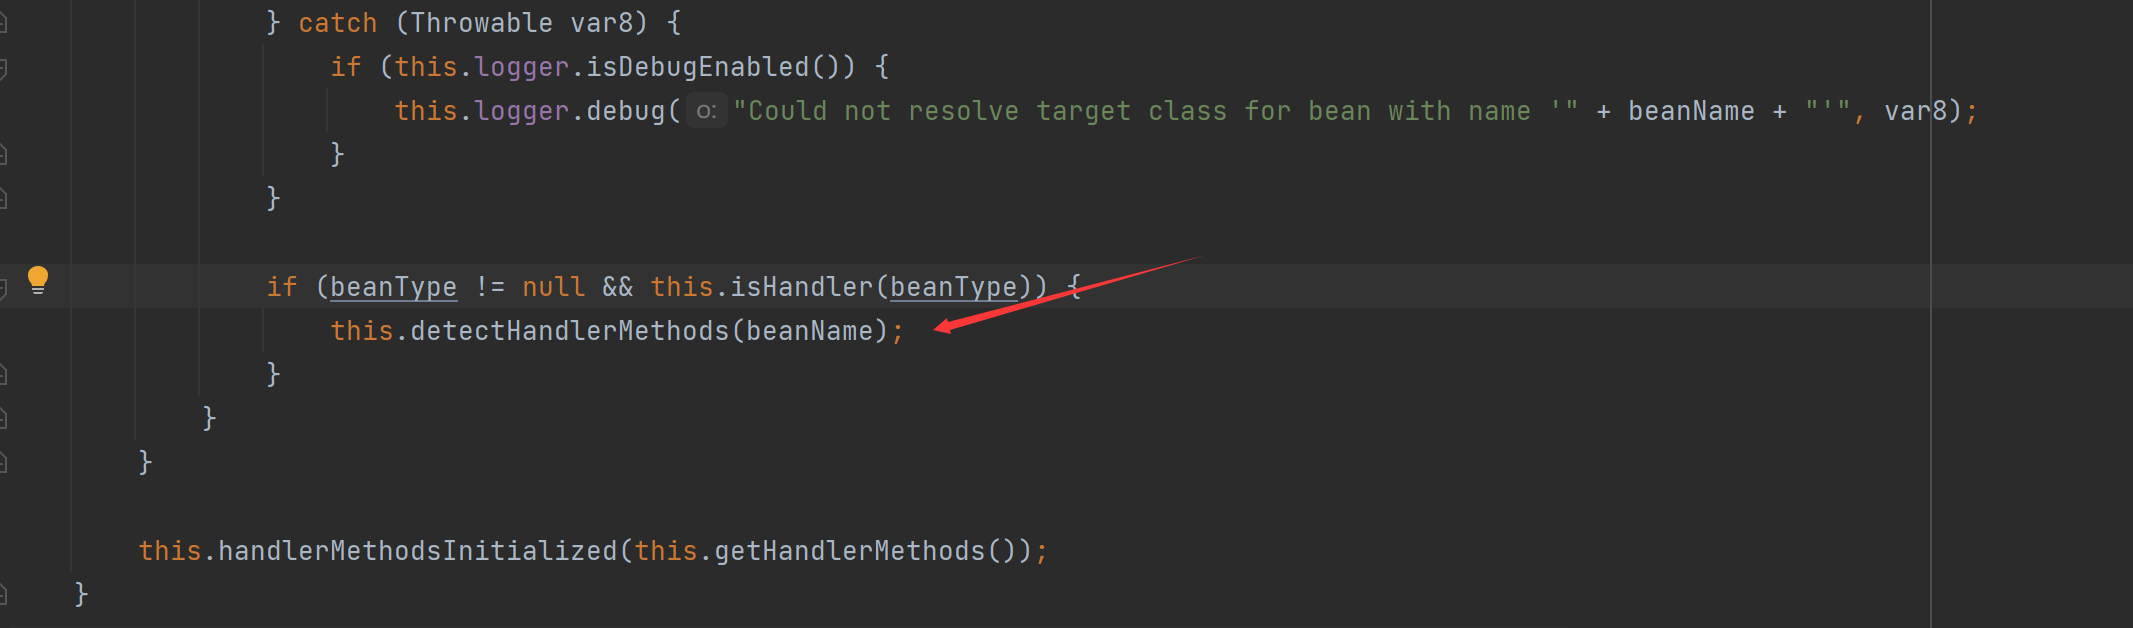 } catch (Throwable var8) {
if (this.logger.isDebugEnabled()) {
this.logger.debug( o: "Could not resolve target class for bean with name '" + beanName + "'", var8);
}
}
if (beanType != null && this.isHandler(beanType)) {
this.detectHandlerMethods(beanName);
}
}
}
this.handlerMethodsInitialized(this.getHandlerMethods());
}